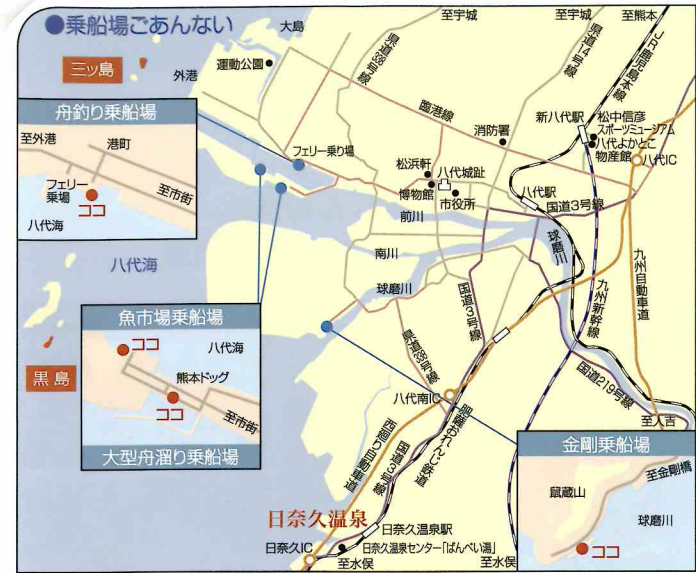 ●乗船場ごあんない
大島
至宇城
至宇城
至熊本
三ッ島
外港
運動公園
県道38号線
県道14号線
JR鹿児島本線
臨港線
消防署
新八代駅
松中信彦
スポーツミュージアム
八代よかとこ
物産館
八代IC
舟釣り乗船場
至外港
港町
フェリー
乗場
ココ
至市街
八代海
フェリー乗り場
松浜軒
八代城趾
博物館
市役所
八代駅
国道3号線
前川
球磨川
南川
球磨川
八代海
国道3号線
九州新幹線
九州自動車道
魚市場乗船場
ココ
八代海
熊本ドッグ
ココ
至市街
大型舟溜り乗船場
黒島
県道338号線
八代南IC
国道219号線
至人吉
肥薩おれんじ鉄道
国道3号線
西廻り自動車道
金剛乗船場
至金剛橋
鼠蔵山
球磨川
ココ
日奈久温泉
日奈久温泉駅
日奈久IC
日奈久温泉センター「ばんぺい湯」
至水俣
至水俣